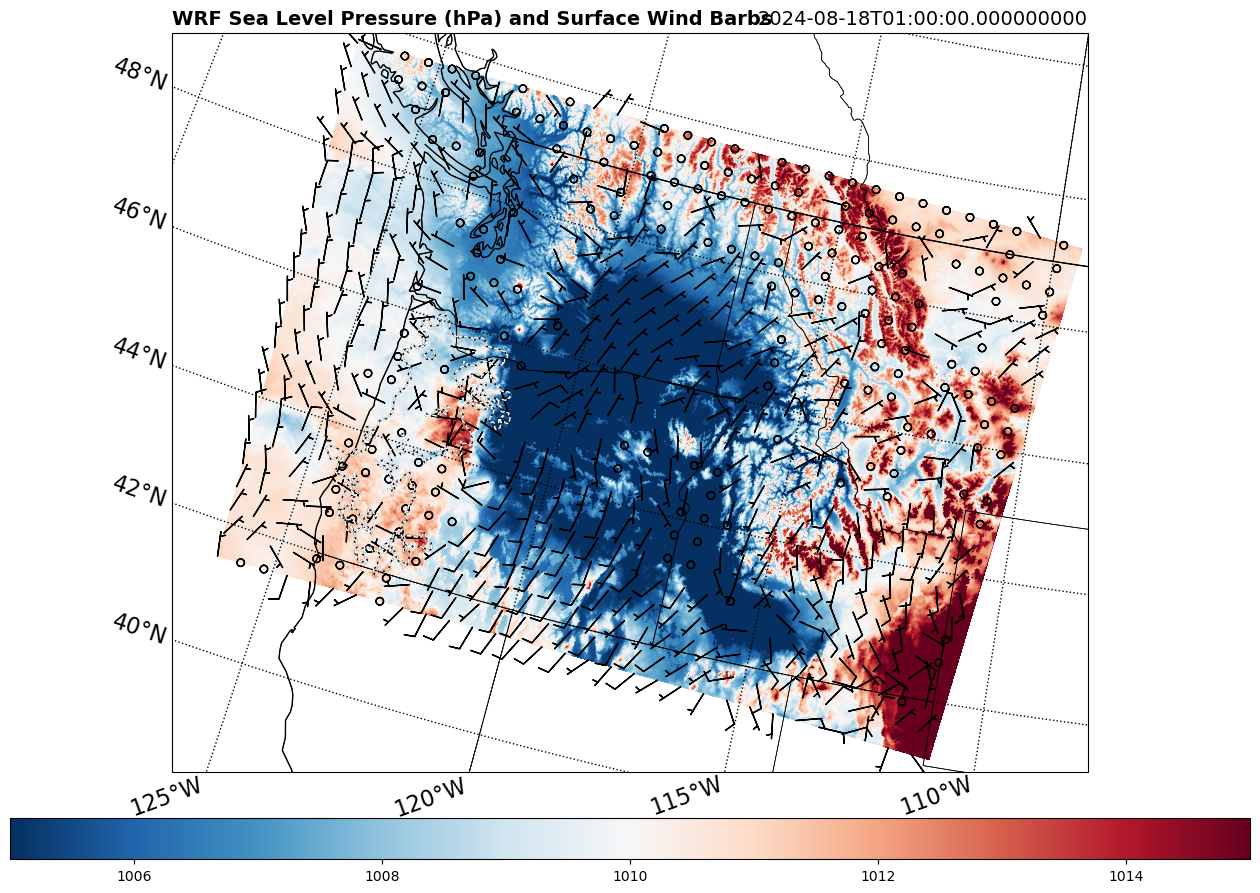 WRF Sea Level Pressure (hPa) and Surface Wind Barbs
2024-08-18T01:00:00.000000000
48°N
46°N
44°N
42°N
40°N
125°W
120°W
115°W
110°W
1006
1008
1010
1012
1014